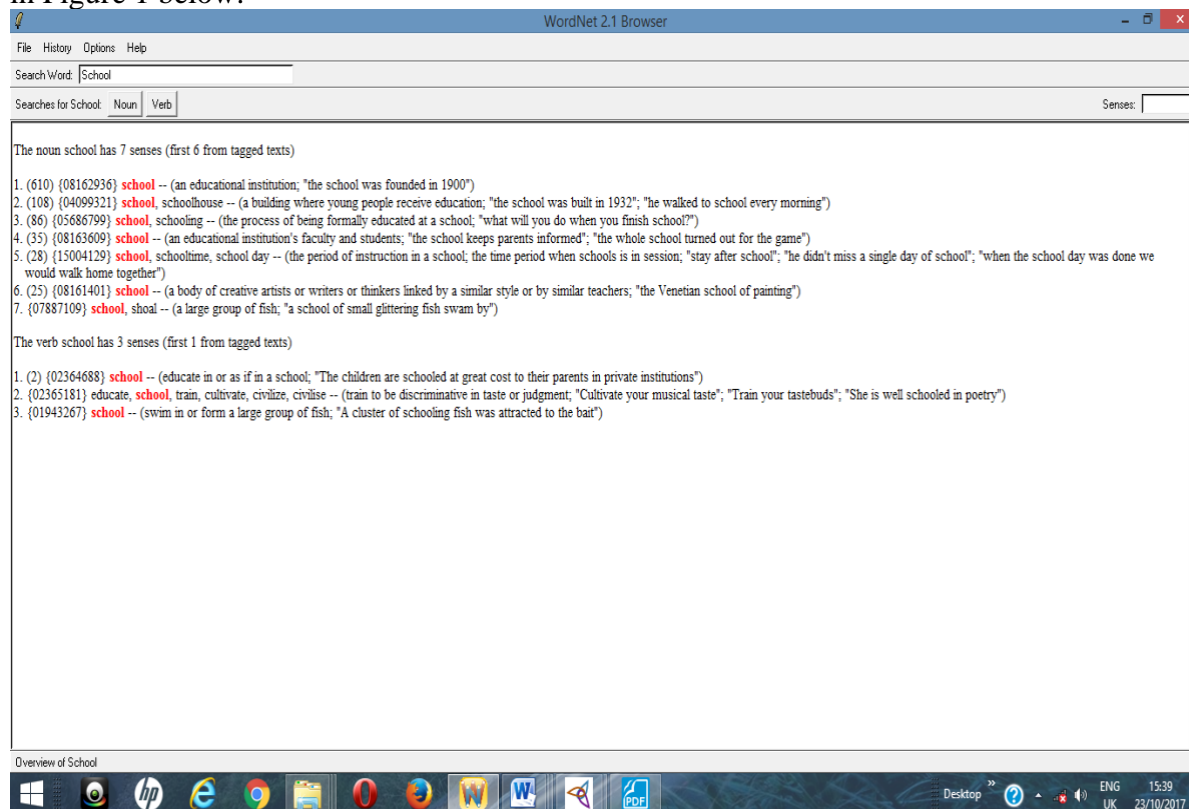 in Figure 1 below.
WordNet 2.1 Browser
File History Options Help
Search Word: School
Searches for School: Noun Verb Senses:
The noun school has 7 senses (first 6 from tagged texts)
1. (610) {08162936} school -- (an educational institution; "the school was founded in 1900")
2. (108) {04099321} school, schoolhouse -- (a building where young people receive education; "the school was built in 1932"; "he walked to school every morning")
3. (86) {05686799} school, schooling -- (the process of being formally educated at a school; "what will you do when you finish school?")
4. (35) {08163609} school -- (an educational institution's faculty and students; "the school keeps parents informed"; "the whole school turned out for the game")
5. (28) {15004129} school, schooltime, school day -- (the period of instruction in a school; the time period when schools is in session; "stay after school"; "he didn't miss a single day of school"; "when the school day was done we
would walk home together")
6. (25) {08161401} school -- (a body of creative artists or writers or thinkers linked by a similar style or by similar teachers; "the Venetian school of painting")
7. {07887109} school, shoal -- (a large group of fish; "a school of small glittering fish swam by")
The verb school has 3 senses (first 1 from tagged texts)
1. (2) {02364688} school -- (educate in or as if in a school; "The children are schooled at great cost to their parents in private institutions")
2. {02365181} educate, school, train, cultivate, civilize, civilise -- (train to be discriminative in taste or judgment; "Cultivate your musical taste"; "Train your tastebuds"; "She is well schooled in poetry")
3. {01943267} school -- (swim in or form a large group of fish; "A cluster of schooling fish was attracted to the bait")
Overview of School
Desktop ENG 15:39
UK 23/10/2017